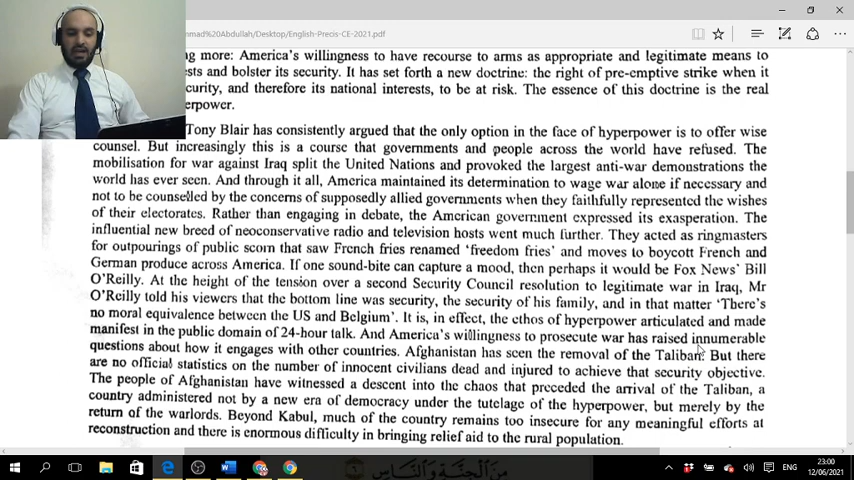 mmad%20Abdullah/Desktop/English-Precis-CE-2021.pdf
ng more: America's willingness to have recourse to arms as appropriate and legitimate means to
ests and bolster its security. It has set forth a new doctrine: the right of pre-emptive strike when it
curity, and therefore its national interests, to be at risk. The essence of this doctrine is the real
erpower.
Tony Blair has consistently argued that the only option in the face of hyperpower is to offer wise
counsel. But increasingly this is a course that governments and people across the world have refused. The
mobilisation for war against Iraq split the United Nations and provoked the largest anti-war demonstrations the
world has ever seen. And through it all, America maintained its determination to wage war alone if necessary and
not to be counselled by the concerns of supposedly allied governments when they faithfully represented the wishes
of their electorates. Rather than engaging in debate, the American government expressed its exasperation. The
influential new breed of neoconservative radio and television hosts went much further. They acted as ringmasters
for outpourings of public scorn that saw French fries renamed 'freedom fries' and moves to boycott French and
German produce across America. If one sound-bite can capture a mood, then perhaps it would be Fox News' Bill
O'Reilly. At the height of the tension over a second Security Council resolution to legitimate war in Iraq, Mr
O'Reilly told his viewers that the bottom line was security, the security of his family, and in that matter 'There's
no moral equivalence between the US and Belgium'. It is, in effect, the ethos of hyperpower articulated and made
manifest in the public domain of 24-hour talk. And America's willingness to prosecute war has raised innumerable
questions about how it engages with other countries. Afghanistan has seen the removal of the Taliban. But there
are no official statistics on the number of innocent civilians dead and injured to achieve that security objective.
The people of Afghanistan have witnessed a descent into the chaos that preceded the arrival of the Taliban, a
country administered not by a new era of democracy under the tutelage of the hyperpower, but merely by the
return of the warlords. Beyond Kabul, much of the country remains too insecure for any meaningful efforts at
reconstruction and there is enormous difficulty in bringing relief aid to the rural population.
مِنَ الْجِنَّةِ وَالنَّاسِ
ENG
23:00
12/06/2021